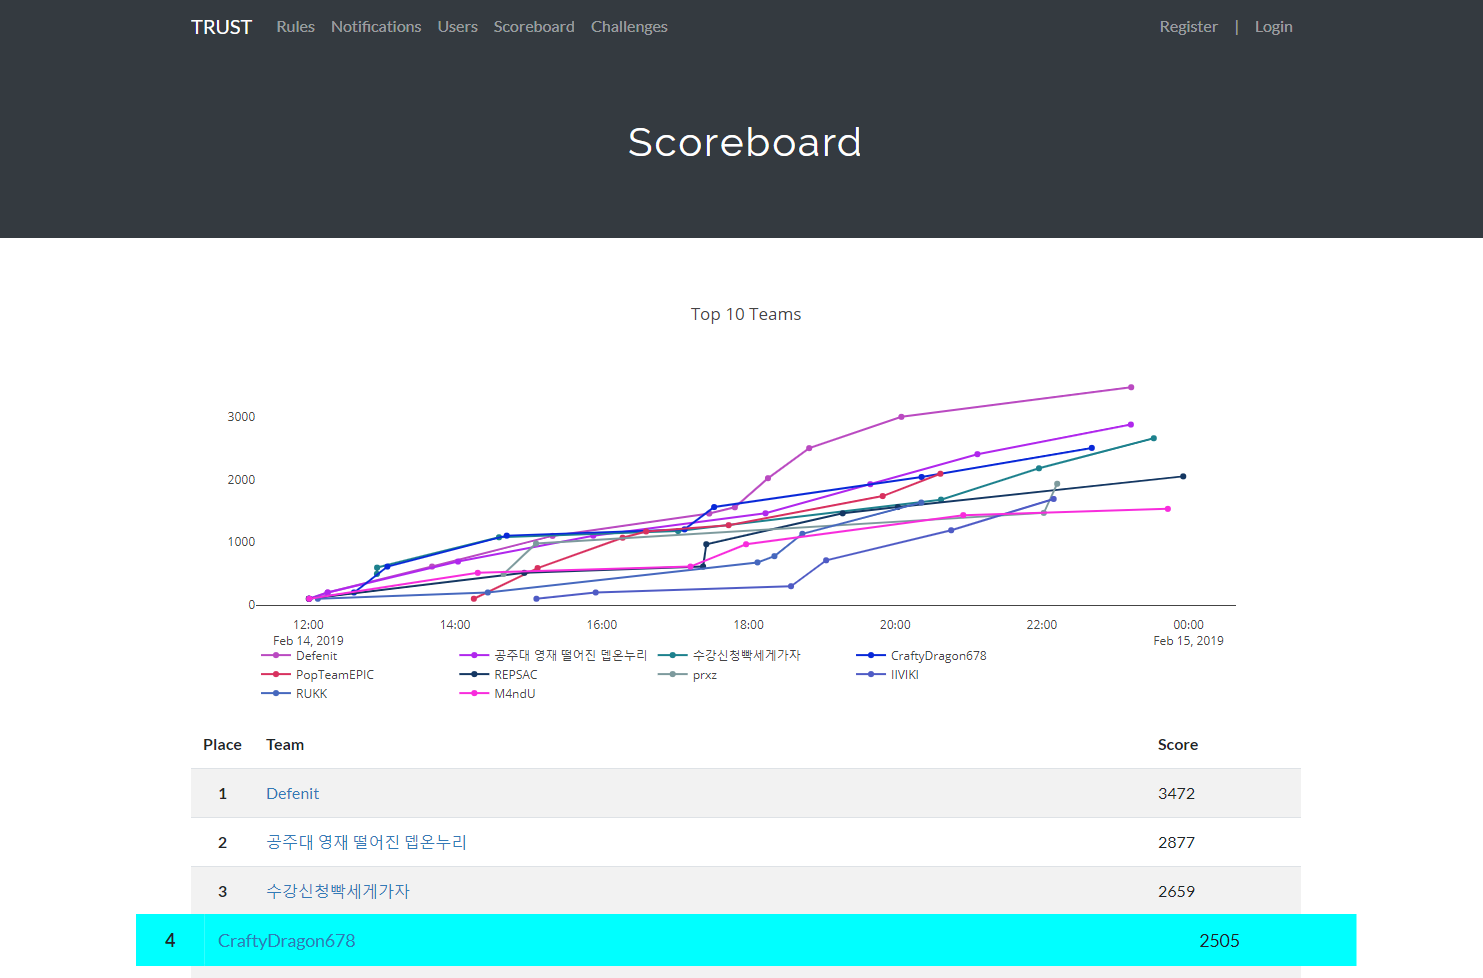 TRUST Rules Notifications Users Scoreboard Challenges Register | Login
Scoreboard
Top 10 Teams
3000
2000
1000
0
12:00 14:00 16:00 18:00 20:00 22:00 00:00
Feb 14, 2019 Feb 15, 2019
Defenit 공주대 영재 떨어진 뎁온누리 수강신청빡세게가자 CraftyDragon678
PopTeamEPIC REPSAC prxz IIVIKI
RUKK M4ndU
Place Team Score
1 Defenit 3472
2 공주대 영재 떨어진 뎁온누리 2877
3 수강신청빡세게가자 2659
4 CraftyDragon678 2505